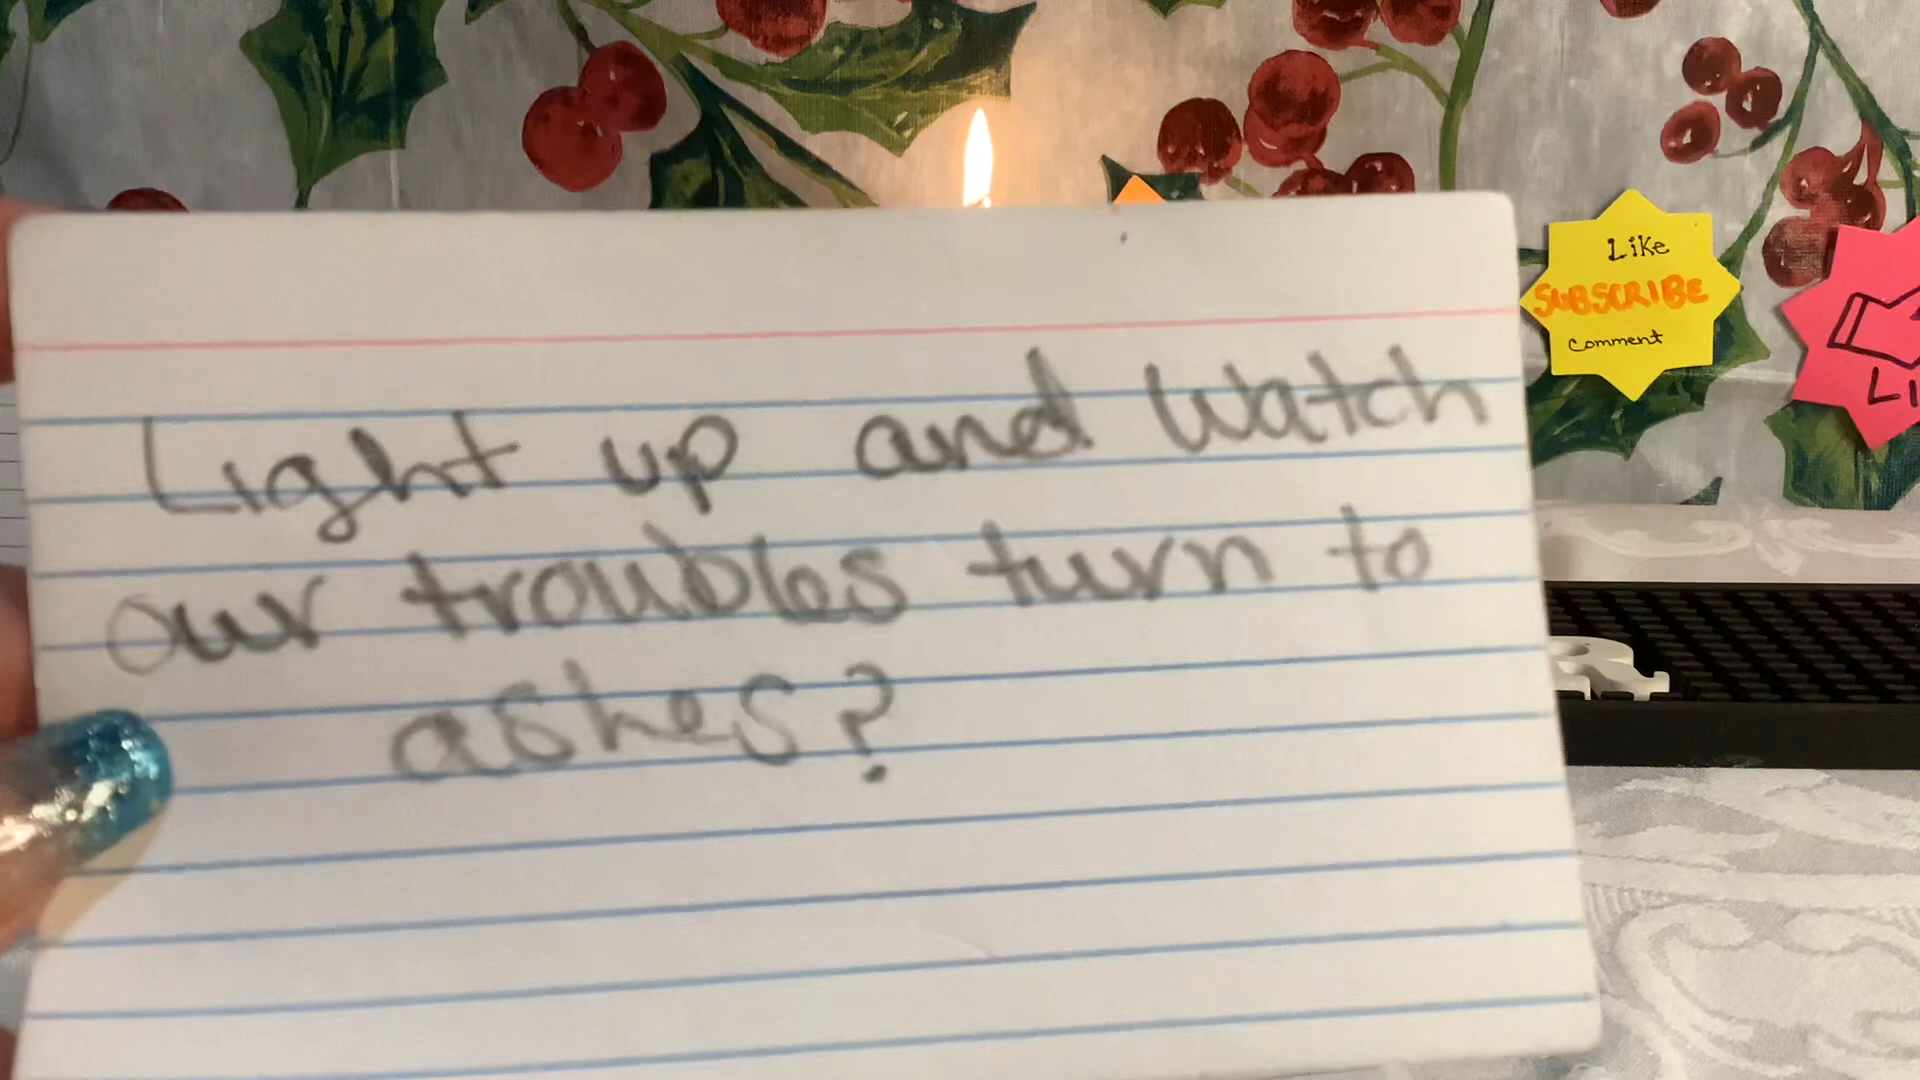 Light up and Watch
our troubles turn to
ashes?
Like
SUBSCRIBE
Comment